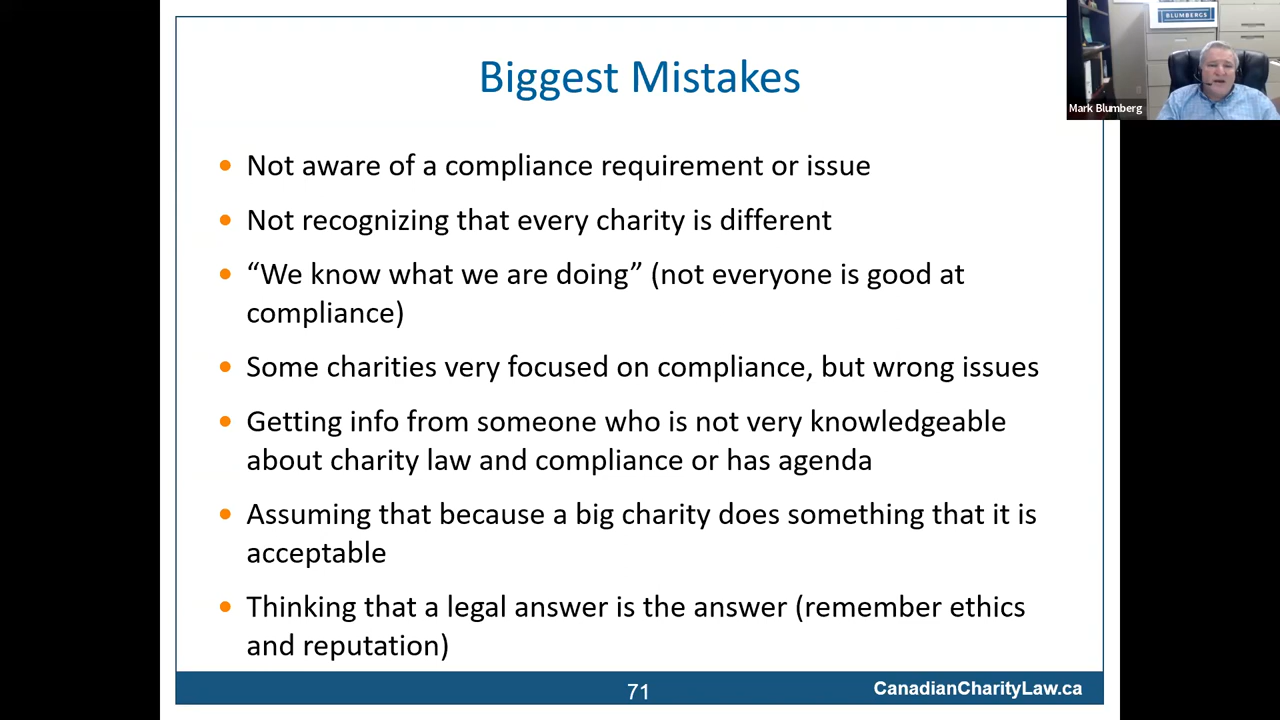 BLUMBERGS
Mark Blumberg
Biggest Mistakes
• Not aware of a compliance requirement or issue
• Not recognizing that every charity is different
• “We know what we are doing” (not everyone is good at
compliance)
• Some charities very focused on compliance, but wrong issues
• Getting info from someone who is not very knowledgeable
about charity law and compliance or has agenda
• Assuming that because a big charity does something that it is
acceptable
• Thinking that a legal answer is the answer (remember ethics
and reputation)
71
CanadianCharityLaw.ca